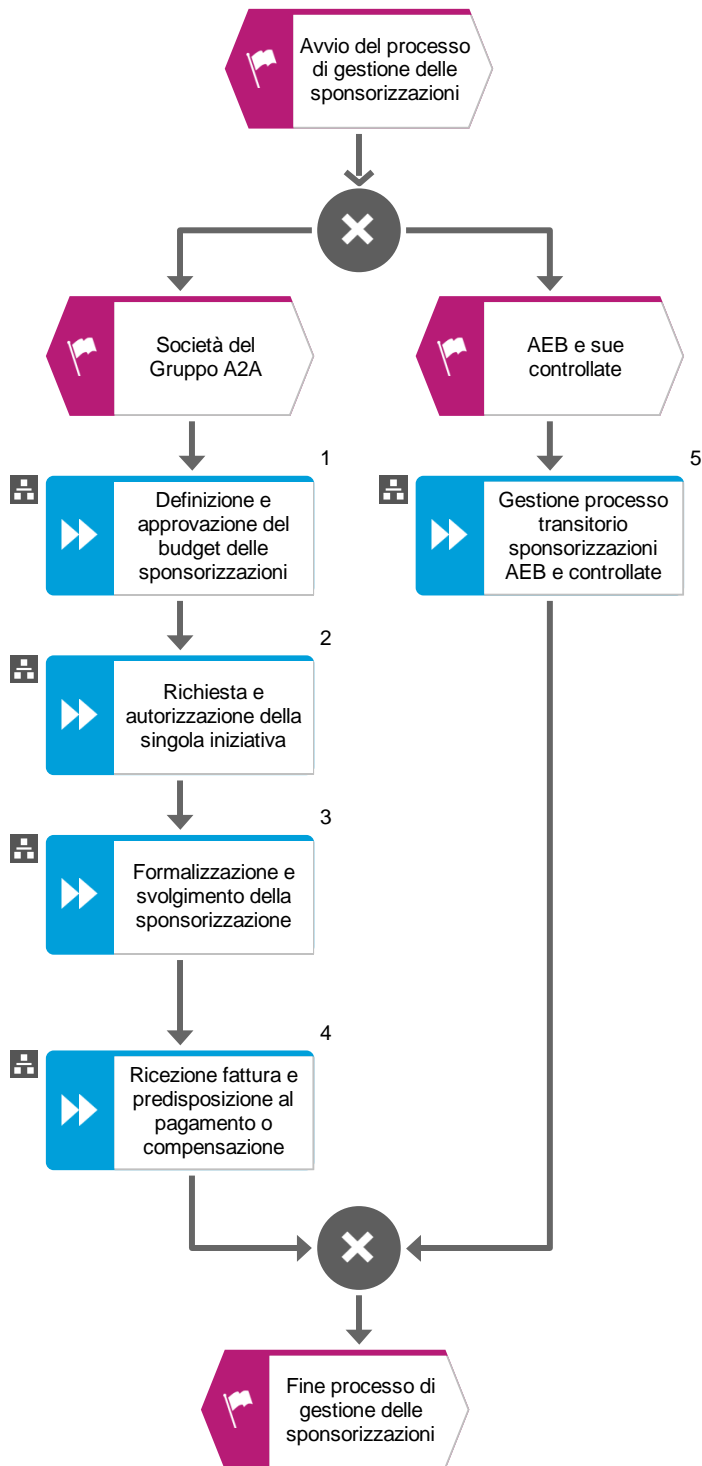 Avvio del processo
di gestione delle
sponsorizzazioni
Società del
Gruppo A2A
AEB e sue
controllate
1
Definizione e
approvazione del
budget delle
sponsorizzazioni
5
Gestione processo
transitorio
sponsorizzazioni
AEB e controllate
2
Richiesta e
autorizzazione della
singola iniziativa
3
Formalizzazione e
svolgimento della
sponsorizzazione
4
Ricezione fattura e
predisposizione al
pagamento o
compensazione
Fine processo di
gestione delle
sponsorizzazioni